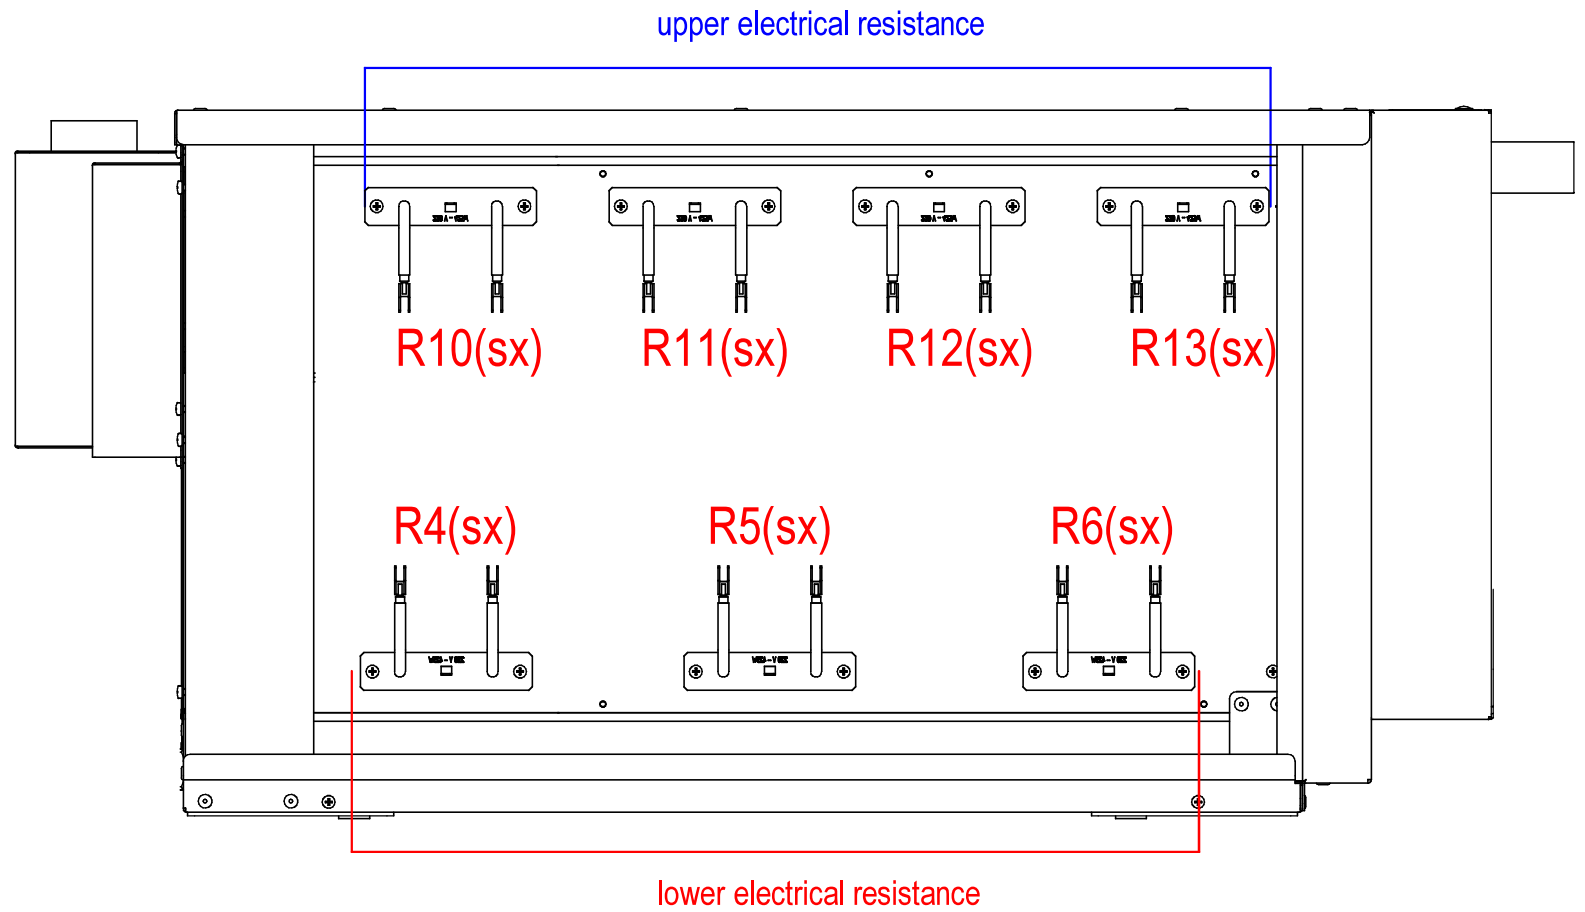 upper electrical resistance
R10(sx) R11(sx) R12(sx) R13(sx)
R4(sx) R5(sx) R6(sx)
lower electrical resistance